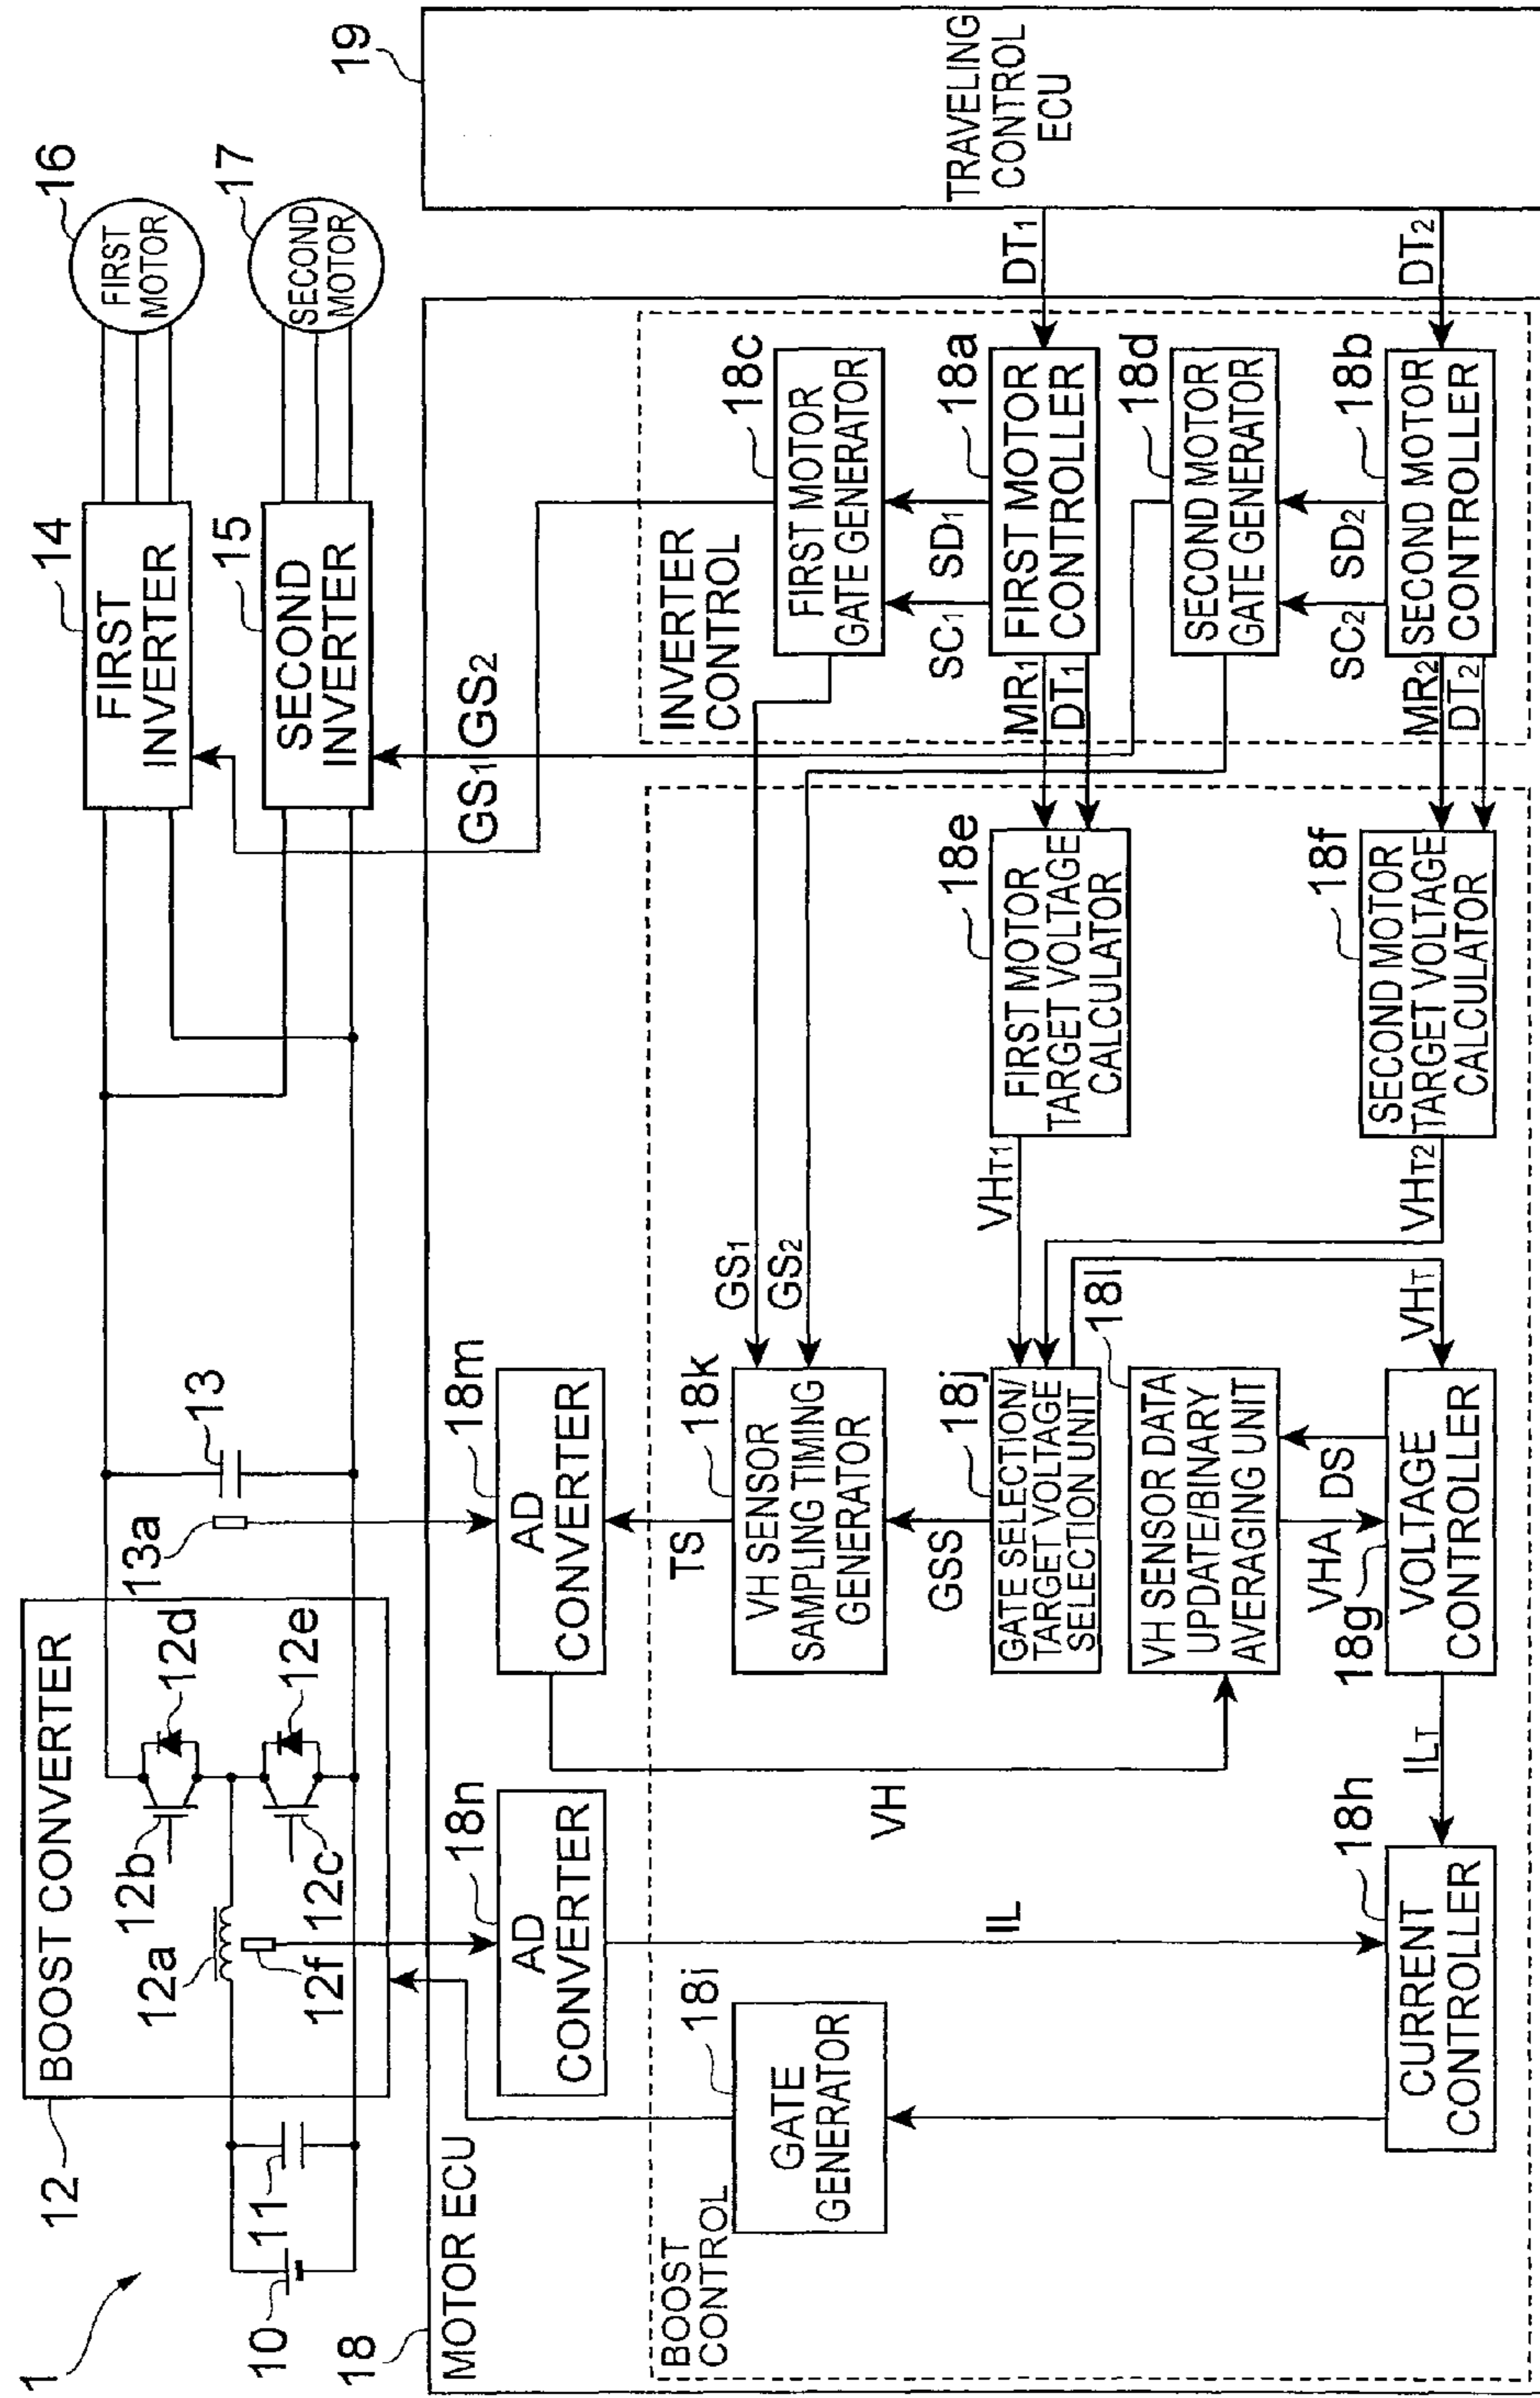 1
12
BOOST CONVERTER
10
11
12a
12b
12c
12d
12e
12f
13a
13
14
FIRST
INVERTER
15
SECOND
INVERTER
16
FIRST
MOTOR
17
SECOND
MOTOR
GS1
GS2
18
MOTOR ECU
18n
AD
CONVERTER
18m
AD
CONVERTER
19
TRAVELING
CONTROL
ECU
BOOST
CONTROL
18i
GATE
GENERATOR
IL
VH
TS
18k
VH SENSOR
SAMPLING TIMING
GENERATOR
GS1
GS2
GSS
18j
GATE SELECTION/
TARGET VOLTAGE
SELECTION UNIT
18l
VH SENSOR DATA
UPDATE/BINARY
AVERAGING UNIT
VHA
DS
18g
VOLTAGE
CONTROLLER
VHT
ILT
18h
CURRENT
CONTROLLER
VHT1
18e
FIRST MOTOR
TARGET VOLTAGE
CALCULATOR
VHT2
18f
SECOND MOTOR
TARGET VOLTAGE
CALCULATOR
INVERTER
CONTROL
18c
FIRST MOTOR
GATE GENERATOR
SC1
SD1
MR1
DT1
18a
FIRST MOTOR
CONTROLLER
DT1
18d
SECOND MOTOR
GATE GENERATOR
SC2
SD2
MR2
DT2
18b
SECOND MOTOR
CONTROLLER
DT2